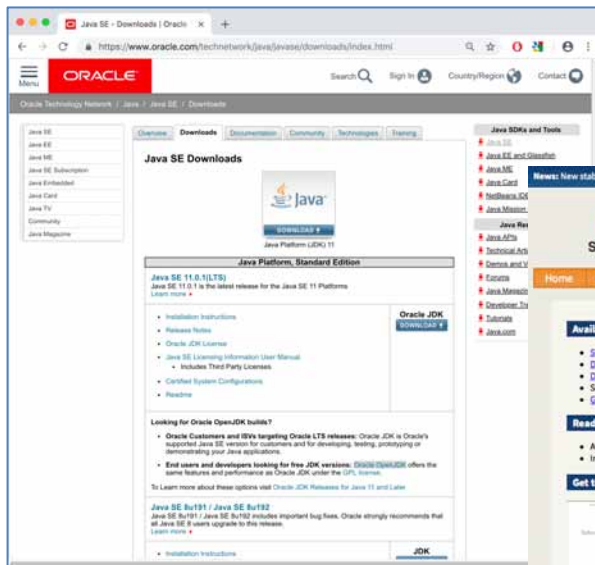 Java SE - Downloads | Oracle
https://www.oracle.com/technetwork/java/javase/downloads/index.html
Menu
ORACLE
Search
Sign In
Country/Region
Contact
Oracle Technology Network / Java / Java SE / Downloads
Java SE
Java EE
Java ME
Java SE Subscription
Java Embedded
Java Card
Java TV
Community
Java Magazine
Overview Downloads Documentation Community Technologies Training
Java SE Downloads
Java
DOWNLOAD
Java Platform (JDK) 11
Java Platform, Standard Edition
Java SE 11.0.1(LTS)
Java SE 11.0.1 is the latest release for the Java SE 11 Platforms
Learn more
Installation Instructions
Release Notes
Oracle JDK License
Java SE Licensing Information User Manual
Includes Third Party Licenses
Certified System Configurations
Readme
Oracle JDK
DOWNLOAD
Looking for Oracle OpenJDK builds?
Oracle Customers and ISVs targeting Oracle LTS releases: Oracle JDK is Oracle's
supported Java SE version for customers and for developing, testing, prototyping or
demonstrating your Java applications.
End users and developers looking for free JDK versions: Oracle OpenJDK offers the
same features and performance as Oracle JDK under the GPL license.
To Learn more about these options visit Oracle JDK Releases for Java 11 and Later
Java SE 8u191 / Java SE 8u192
Java SE 8u191 / Java SE 8u192 includes important bug fixes. Oracle strongly recommends that
all Java SE 8 users upgrade to this release.
Learn more
Installation Instructions
JDK
Java SDKs and Tools
Java SE
Java EE and Glassfish
Java ME
Java Card
NetBeans IDE
Java Mission
Java APIs
Demos and
Forums
Java Magazin
Tutorials
Java.com
News: New stab
S
Home
Avail
Read
Get t